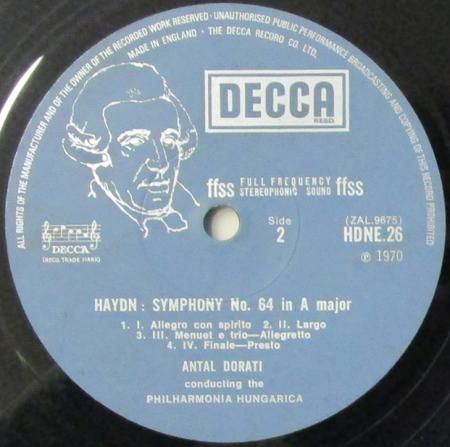 ALL RIGHTS OF THE MANUFACTURER AND OF THE OWNER OF THE RECORDED WORK RESERVED · UNAUTHORISED PUBLIC PERFORMANCE BROADCASTING AND COPYING OF THIS RECORD PROHIBITED
MADE IN ENGLAND · THE DECCA RECORD CO. LTD.
DECCA
REGD.
ffss FULL FREQUENCY STEREOPHONIC SOUND ffss
DECCA
(REGD. TRADE MARK)
Side
2
(ZAL.9675)
HDNE.26
℗ 1970
HAYDN : SYMPHONY No. 64 in A major
1. I. Allegro con spirito 2. II. Largo
3. III. Menuet e trio—Allegretto
4. IV. Finale—Presto
ANTAL DORATI
conducting the
PHILHARMONIA HUNGARICA